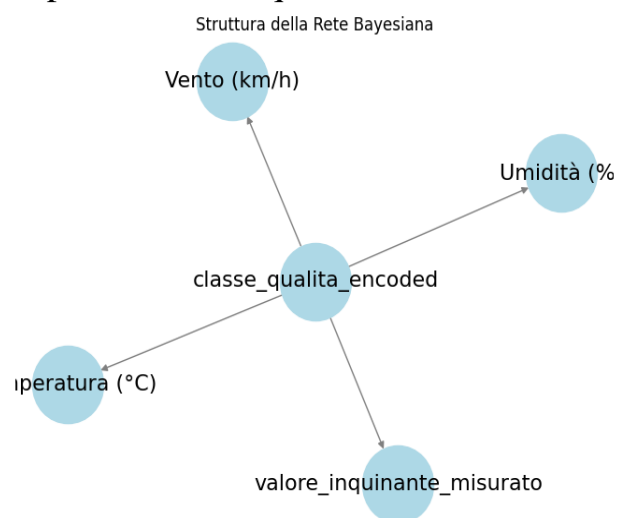 Struttura della Rete Bayesiana
Vento (km/h)
Umidità (%
classe_qualita_encoded
peratura (°C)
valore_inquinante_misurato